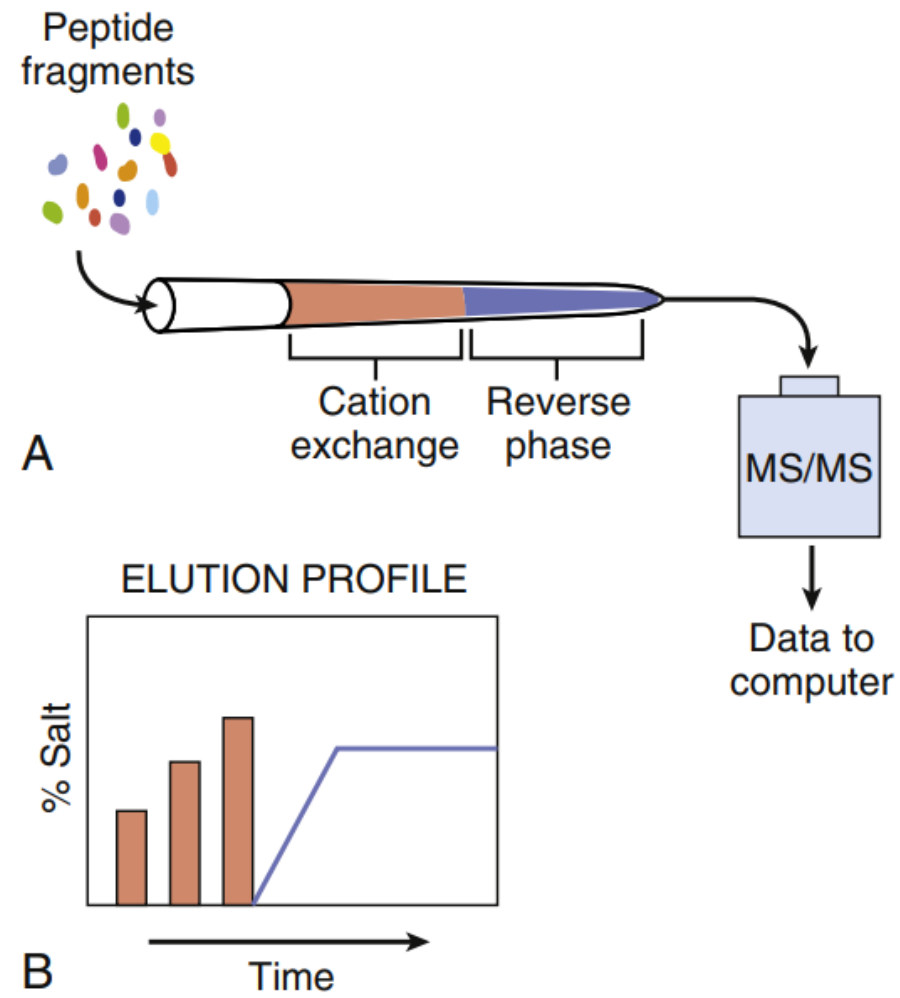 Peptide
fragments
Cation
exchange
Reverse
phase
A
MS/MS
Data to
computer
ELUTION PROFILE
% Salt
Time
B